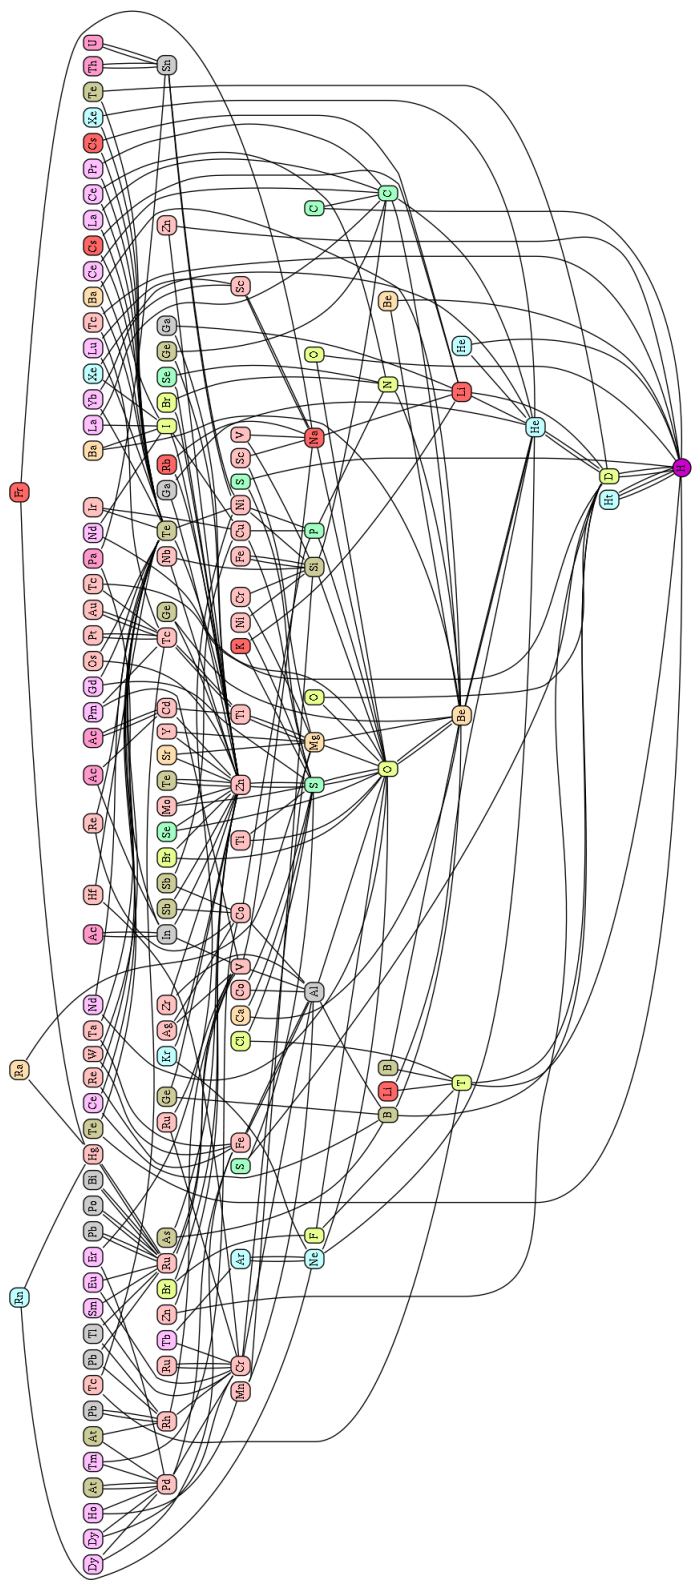 Fr
Ra
Rn
U
Th
Te
Xe
Cs
Pr
Ce
La
Cs
Ce
Ba
Tc
Lu
Xe
Yb
La
Ba
Ir
Nd
Pa
Tc
Au
Pt
Os
Gd
Pm
Ac
Ac
Re
Hf
Ac
Nd
Ta
W
Re
Ce
Te
Hg
Bi
Po
Pb
Er
Eu
Sm
Tl
Pb
Tc
Pb
At
Tm
At
Ho
Dy
Dy
Sn
Zn
Ga
Ge
Se
Br
I
Rb
Ga
Te
Nb
Ge
Tc
Cd
Y
Sr
Te
Mo
Se
Br
Sb
Sb
In
Zr
Ag
Kr
Ge
Ru
As
Ru
Br
Zn
Tb
Ru
Rh
Pd
Sc
V
Sc
S
Ni
Cu
Fe
Cr
Ni
K
Ti
Zn
Ti
Co
V
Co
Ca
Cl
Fe
S
Ar
Cr
Mn
C
O
Na
P
Si
O
Mg
S
Al
F
Ne
C
Be
N
O
B
Li
B
He
Li
Be
T
He
D
Ht
H